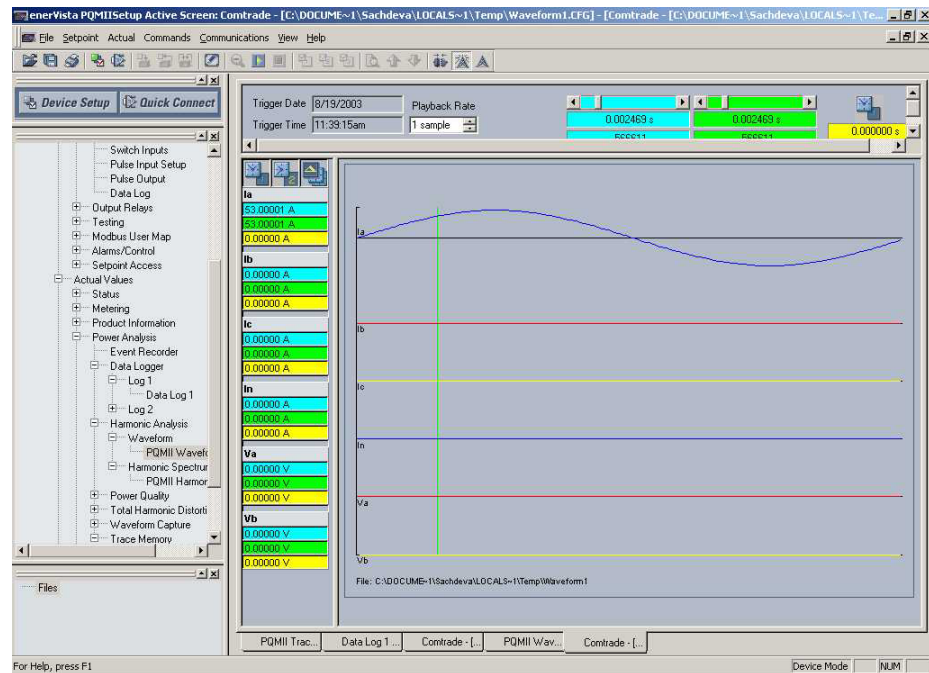 enerVista PQMIISetup Active Screen: Comtrade - [C:\DOCUME~1\Sachdeva\LOCALS~1\Temp\Waveform1.CFG] - [Comtrade - [C:\DOCUME~1\Sachdeva\LOCALS~1\Te...
File Setpoint Actual Commands Communications View Help
Device Setup Quick Connect
Switch Inputs
Pulse Input Setup
Pulse Output
Data Log
Output Relays
Testing
Modbus User Map
Alarms/Control
Setpoint Access
Actual Values
Status
Metering
Product Information
Power Analysis
Event Recorder
Data Logger
Log 1
Data Log 1
Log 2
Harmonic Analysis
Waveform
PQMII Wavef
Harmonic Spectrur
PQMII Harmor
Power Quality
Total Harmonic Distorti
Waveform Capture
Trace Memory
Files
Trigger Date 8/19/2003 Playback Rate
Trigger Time 11:39:15am 1 sample
0.002469 s 0.002469 s 0.000000 s
Ia
53.00001 A
53.00001 A
0.00000 A
Ib
0.00000 A
0.00000 A
0.00000 A
Ic
0.00000 A
0.00000 A
0.00000 A
In
0.00000 A
0.00000 A
0.00000 A
Va
0.00000 V
0.00000 V
0.00000 V
Vb
0.00000 V
0.00000 V
0.00000 V
Ia
Ib
Ic
In
Va
Vb
File: C:\DOCUME~1\Sachdeva\LOCALS~1\Temp\Waveform1
PQMII Trac... Data Log 1 ... Comtrade - [... PQMII Wav... Comtrade - [...
For Help, press F1 Device Mode NUM